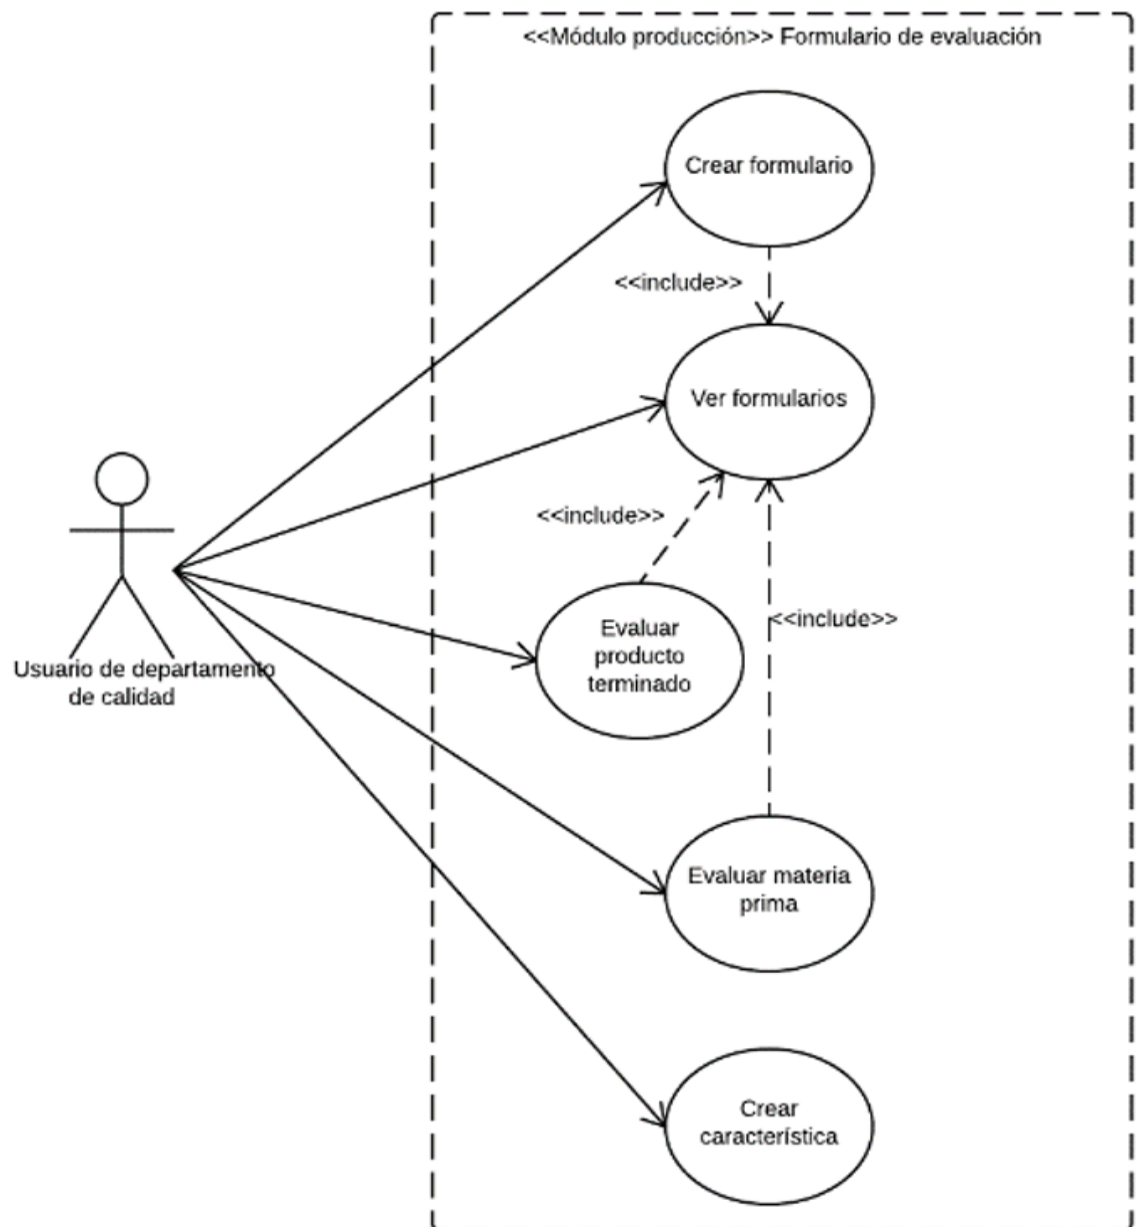 <<Módulo producción>> Formulario de evaluación
Crear formulario
<<include>>
Ver formularios
<<include>>
<<include>>
Evaluar
producto
terminado
Usuario de departamento
de calidad
Evaluar materia
prima
Crear
característica